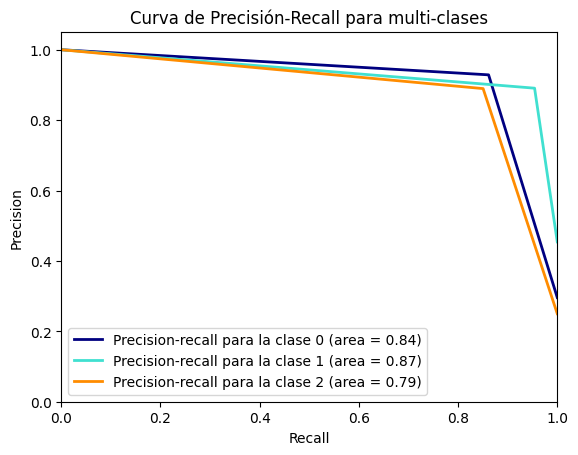 Curva de Precisión-Recall para multi-clases
Precision
1.0
0.8
0.6
0.4
0.2
0.0
Precision-recall para la clase 0 (area = 0.84)
Precision-recall para la clase 1 (area = 0.87)
Precision-recall para la clase 2 (area = 0.79)
0.0 0.2 0.4 0.6 0.8 1.0
Recall